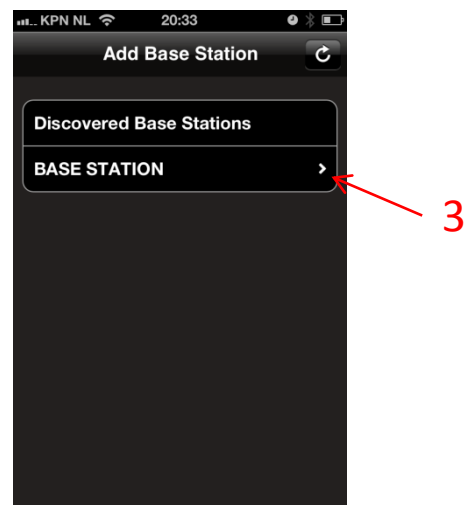 KPN NL 20:33
Add Base Station
Discovered Base Stations
BASE STATION
3